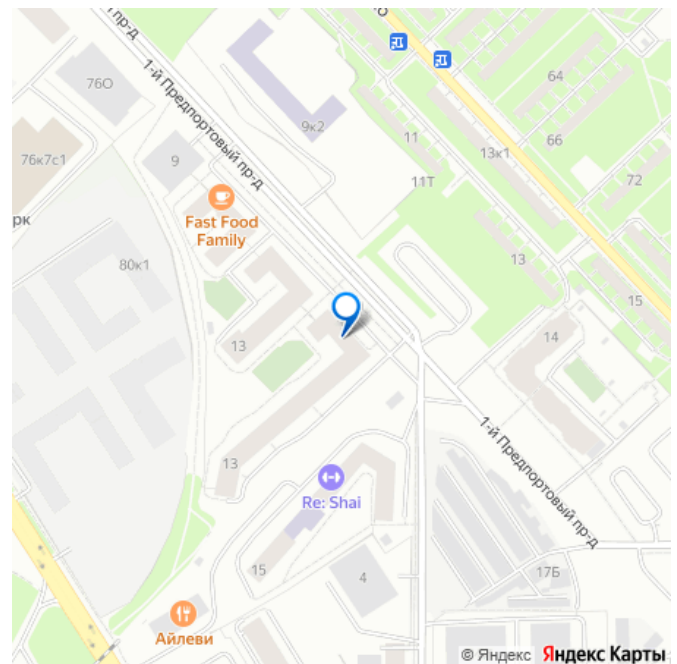 й пр-д
О
76О
1-й Предпортовый пр-д
64
9к2
11
66
13к1
76к7с1
9
11Т
72
Fast Food
Family
рк
80к1
13
15
14
13
1-й Предпортовый пр-д
13
Re: Shai
15
4
17Б
Айлеви
© Яндекс Яндекс Карты